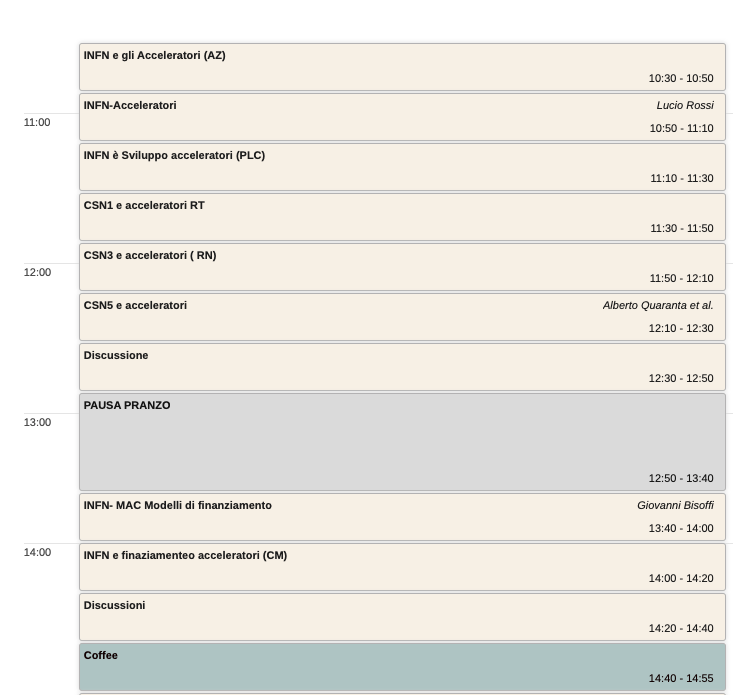 INFN e gli Acceleratori (AZ)
10:30 - 10:50
INFN-Acceleratori Lucio Rossi
11:00
10:50 - 11:10
INFN è Sviluppo acceleratori (PLC)
11:10 - 11:30
CSN1 e acceleratori RT
11:30 - 11:50
CSN3 e acceleratori ( RN)
12:00
11:50 - 12:10
CSN5 e acceleratori Alberto Quaranta et al.
12:10 - 12:30
Discussione
12:30 - 12:50
PAUSA PRANZO
13:00
12:50 - 13:40
INFN- MAC Modelli di finanziamento Giovanni Bisoffi
13:40 - 14:00
14:00
INFN e finaziamenteo acceleratori (CM)
14:00 - 14:20
Discussioni
14:20 - 14:40
Coffee
14:40 - 14:55